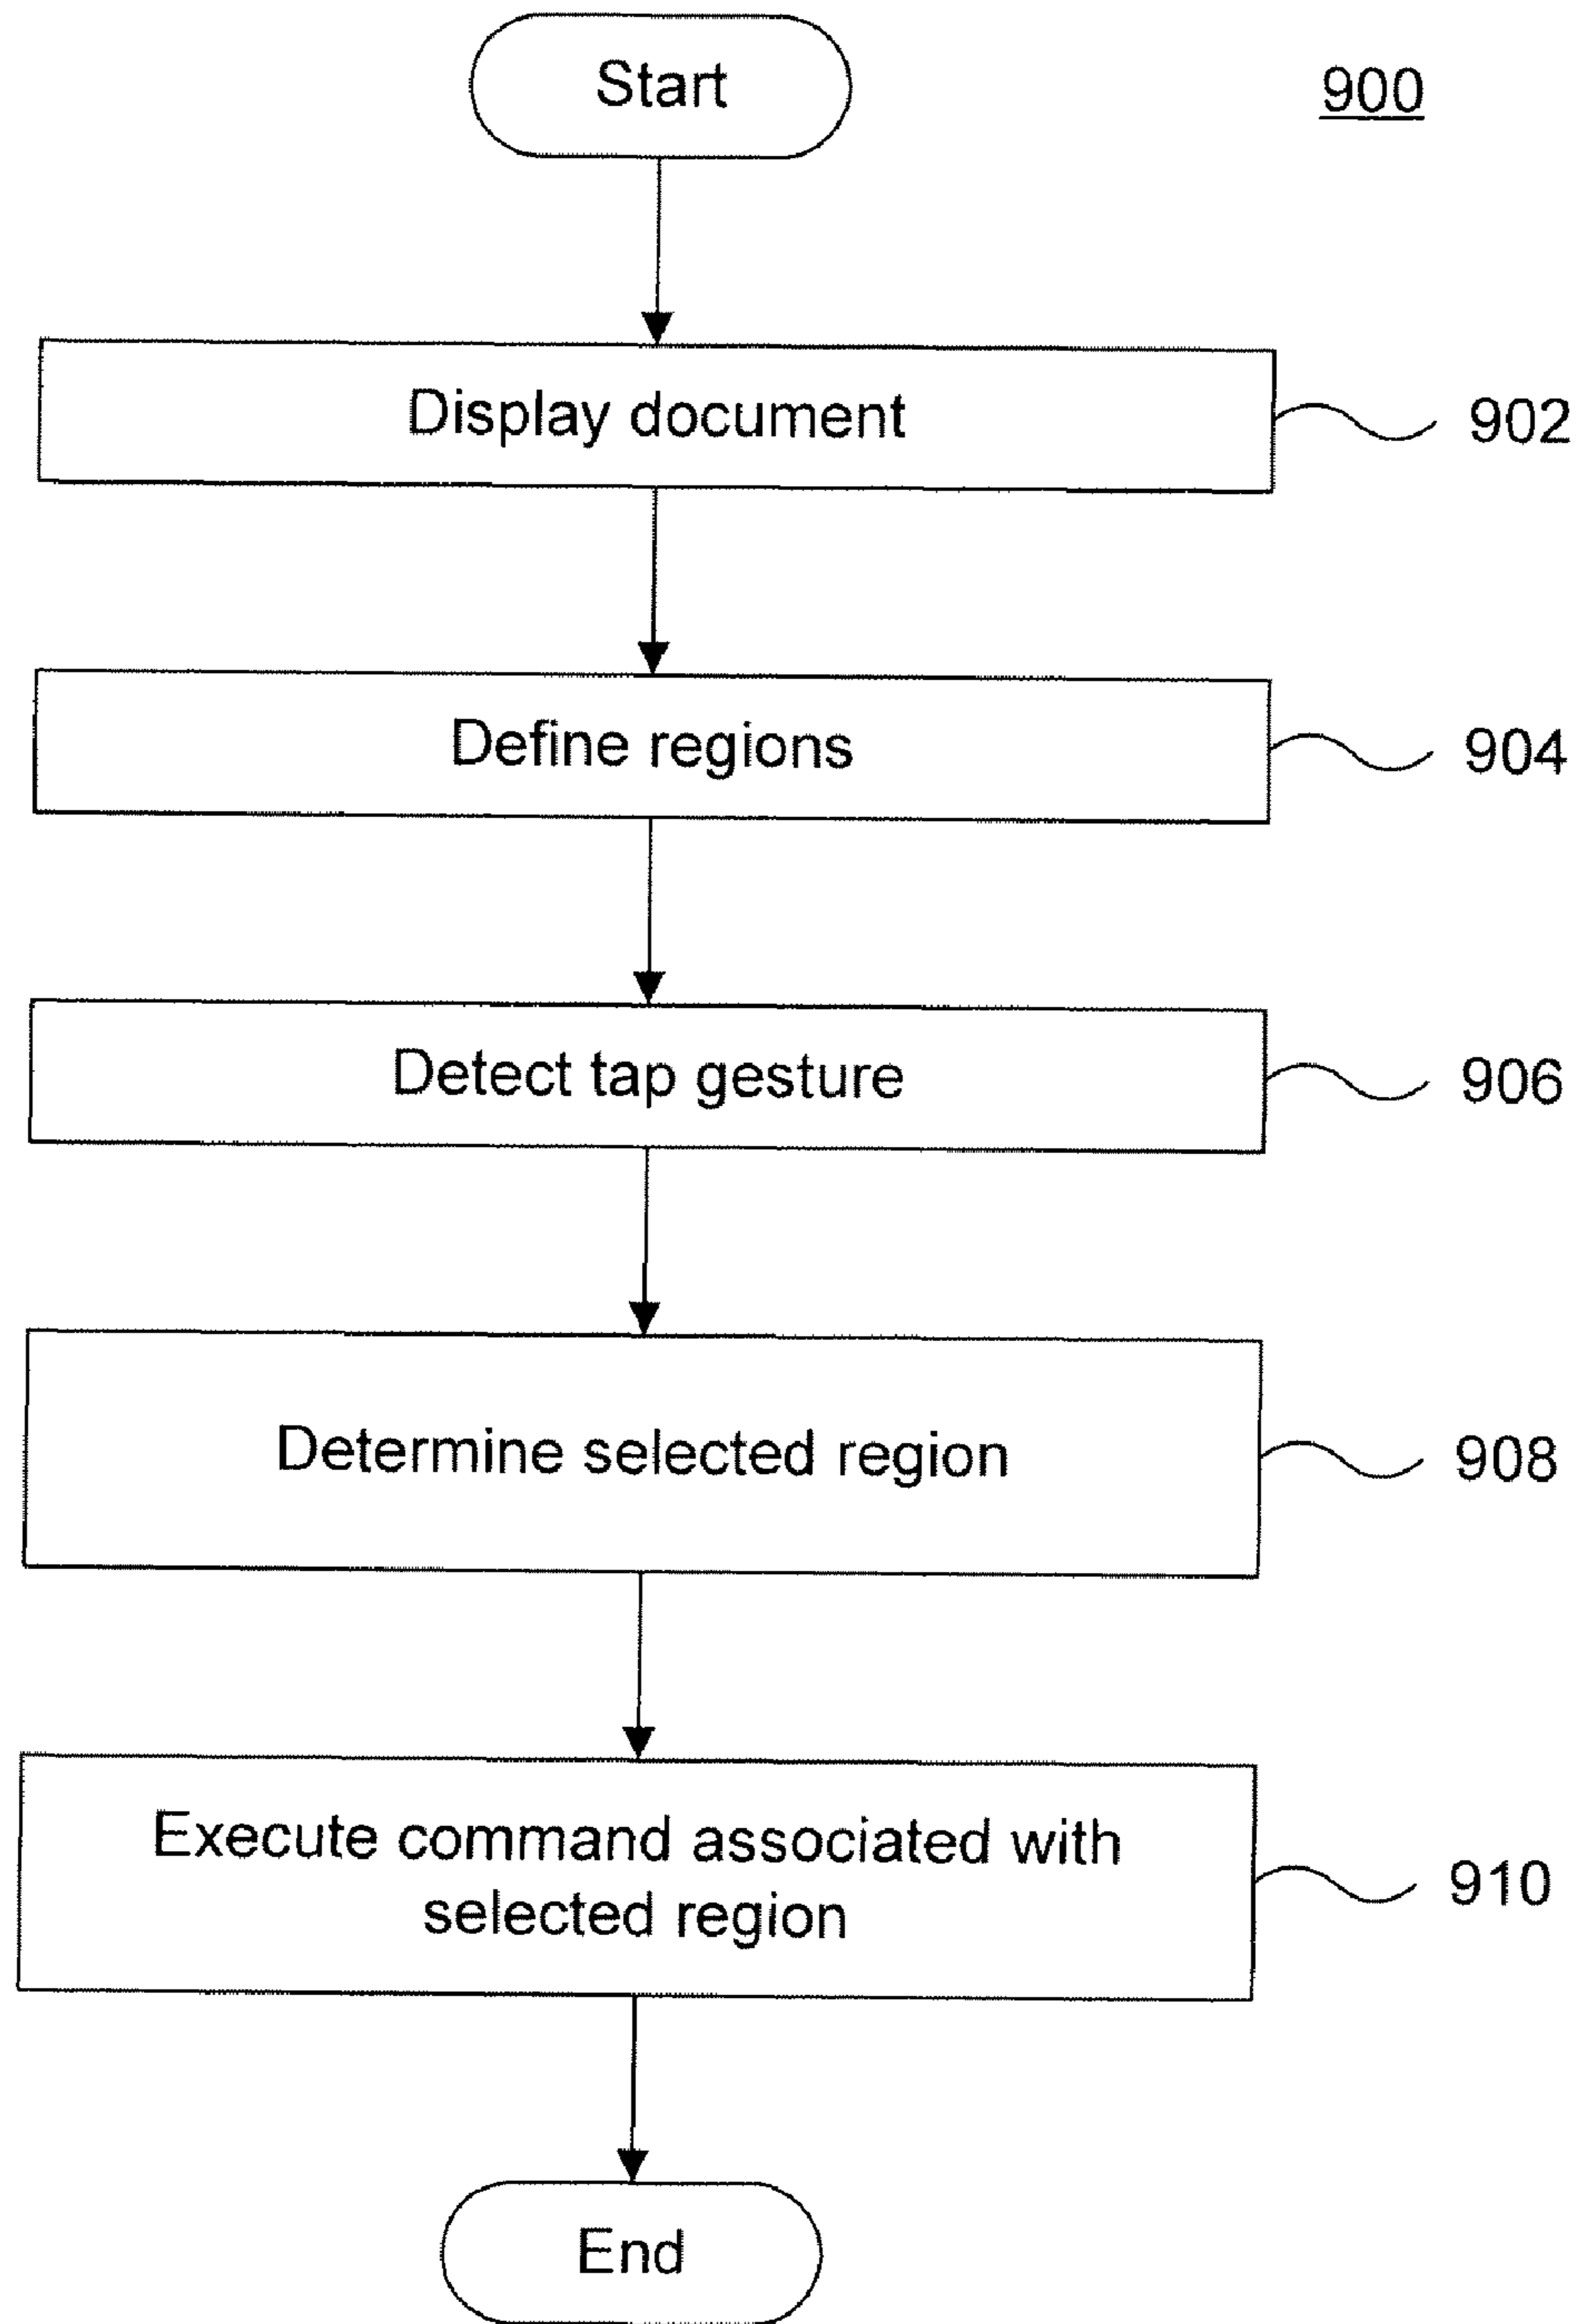 Start
900
Display document
902
Define regions
904
Detect tap gesture
906
Determine selected region
908
Execute command associated with
selected region
910
End